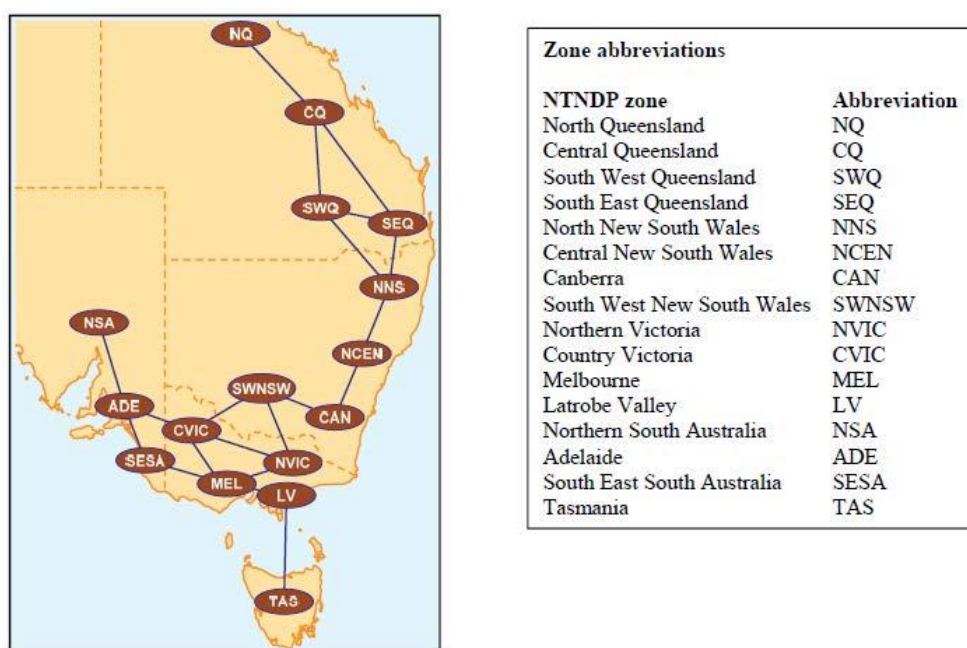 NQ
CQ
SWQ
SEQ
NNS
NSA
NCEN
SWNSW
ADE
CAN
CVIC
SESA
NVIC
MEL
LV
TAS
Zone abbreviations
NTNDP zone Abbreviation
North Queensland NQ
Central Queensland CQ
South West Queensland SWQ
South East Queensland SEQ
North New South Wales NNS
Central New South Wales NCEN
Canberra CAN
South West New South Wales SWNSW
Northern Victoria NVIC
Country Victoria CVIC
Melbourne MEL
Latrobe Valley LV
Northern South Australia NSA
Adelaide ADE
South East South Australia SESA
Tasmania TAS